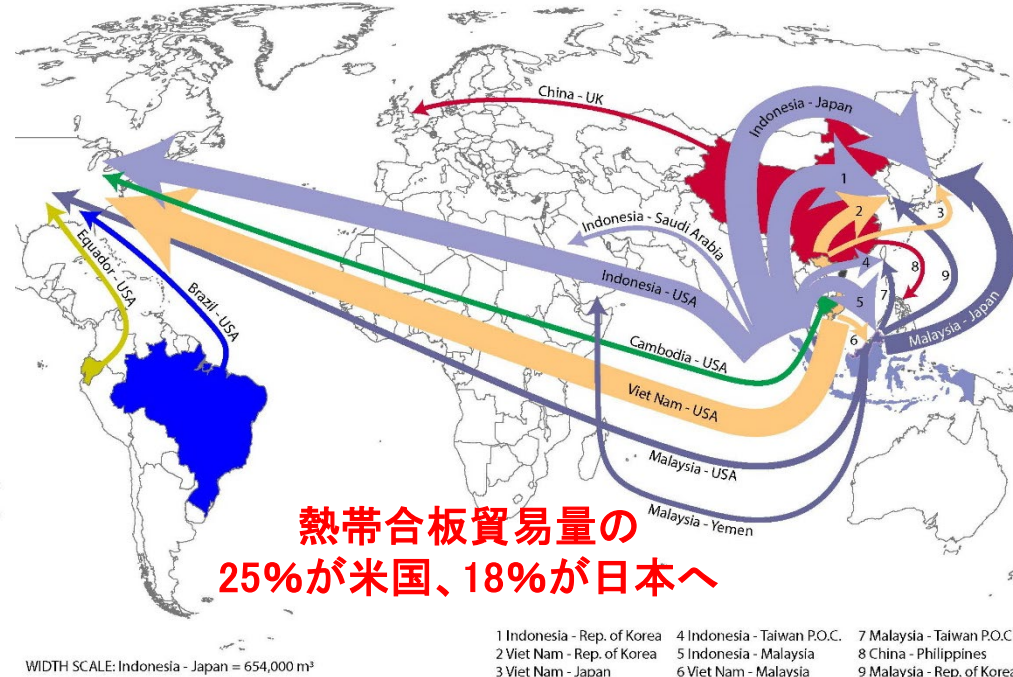 China - UK
Indonesia - Japan
1
2
3
Indonesia - Saudi Arabia
4
8
9
Equador - USA
Brazil - USA
Indonesia - USA
5
7
6
Malaysia - Japan
Cambodia - USA
Viet Nam - USA
Malaysia - USA
Malaysia - Yemen
熱帯合板貿易量の
25%が米国、18%が日本へ
WIDTH SCALE: Indonesia - Japan = 654,000 m³
1 Indonesia - Rep. of Korea
2 Viet Nam - Rep. of Korea
3 Viet Nam - Japan
4 Indonesia - Taiwan P.O.C.
5 Indonesia - Malaysia
6 Viet Nam - Malaysia
7 Malaysia - Taiwan P.O.C
8 China - Philippines
9 Malaysia - Rep. of Korea